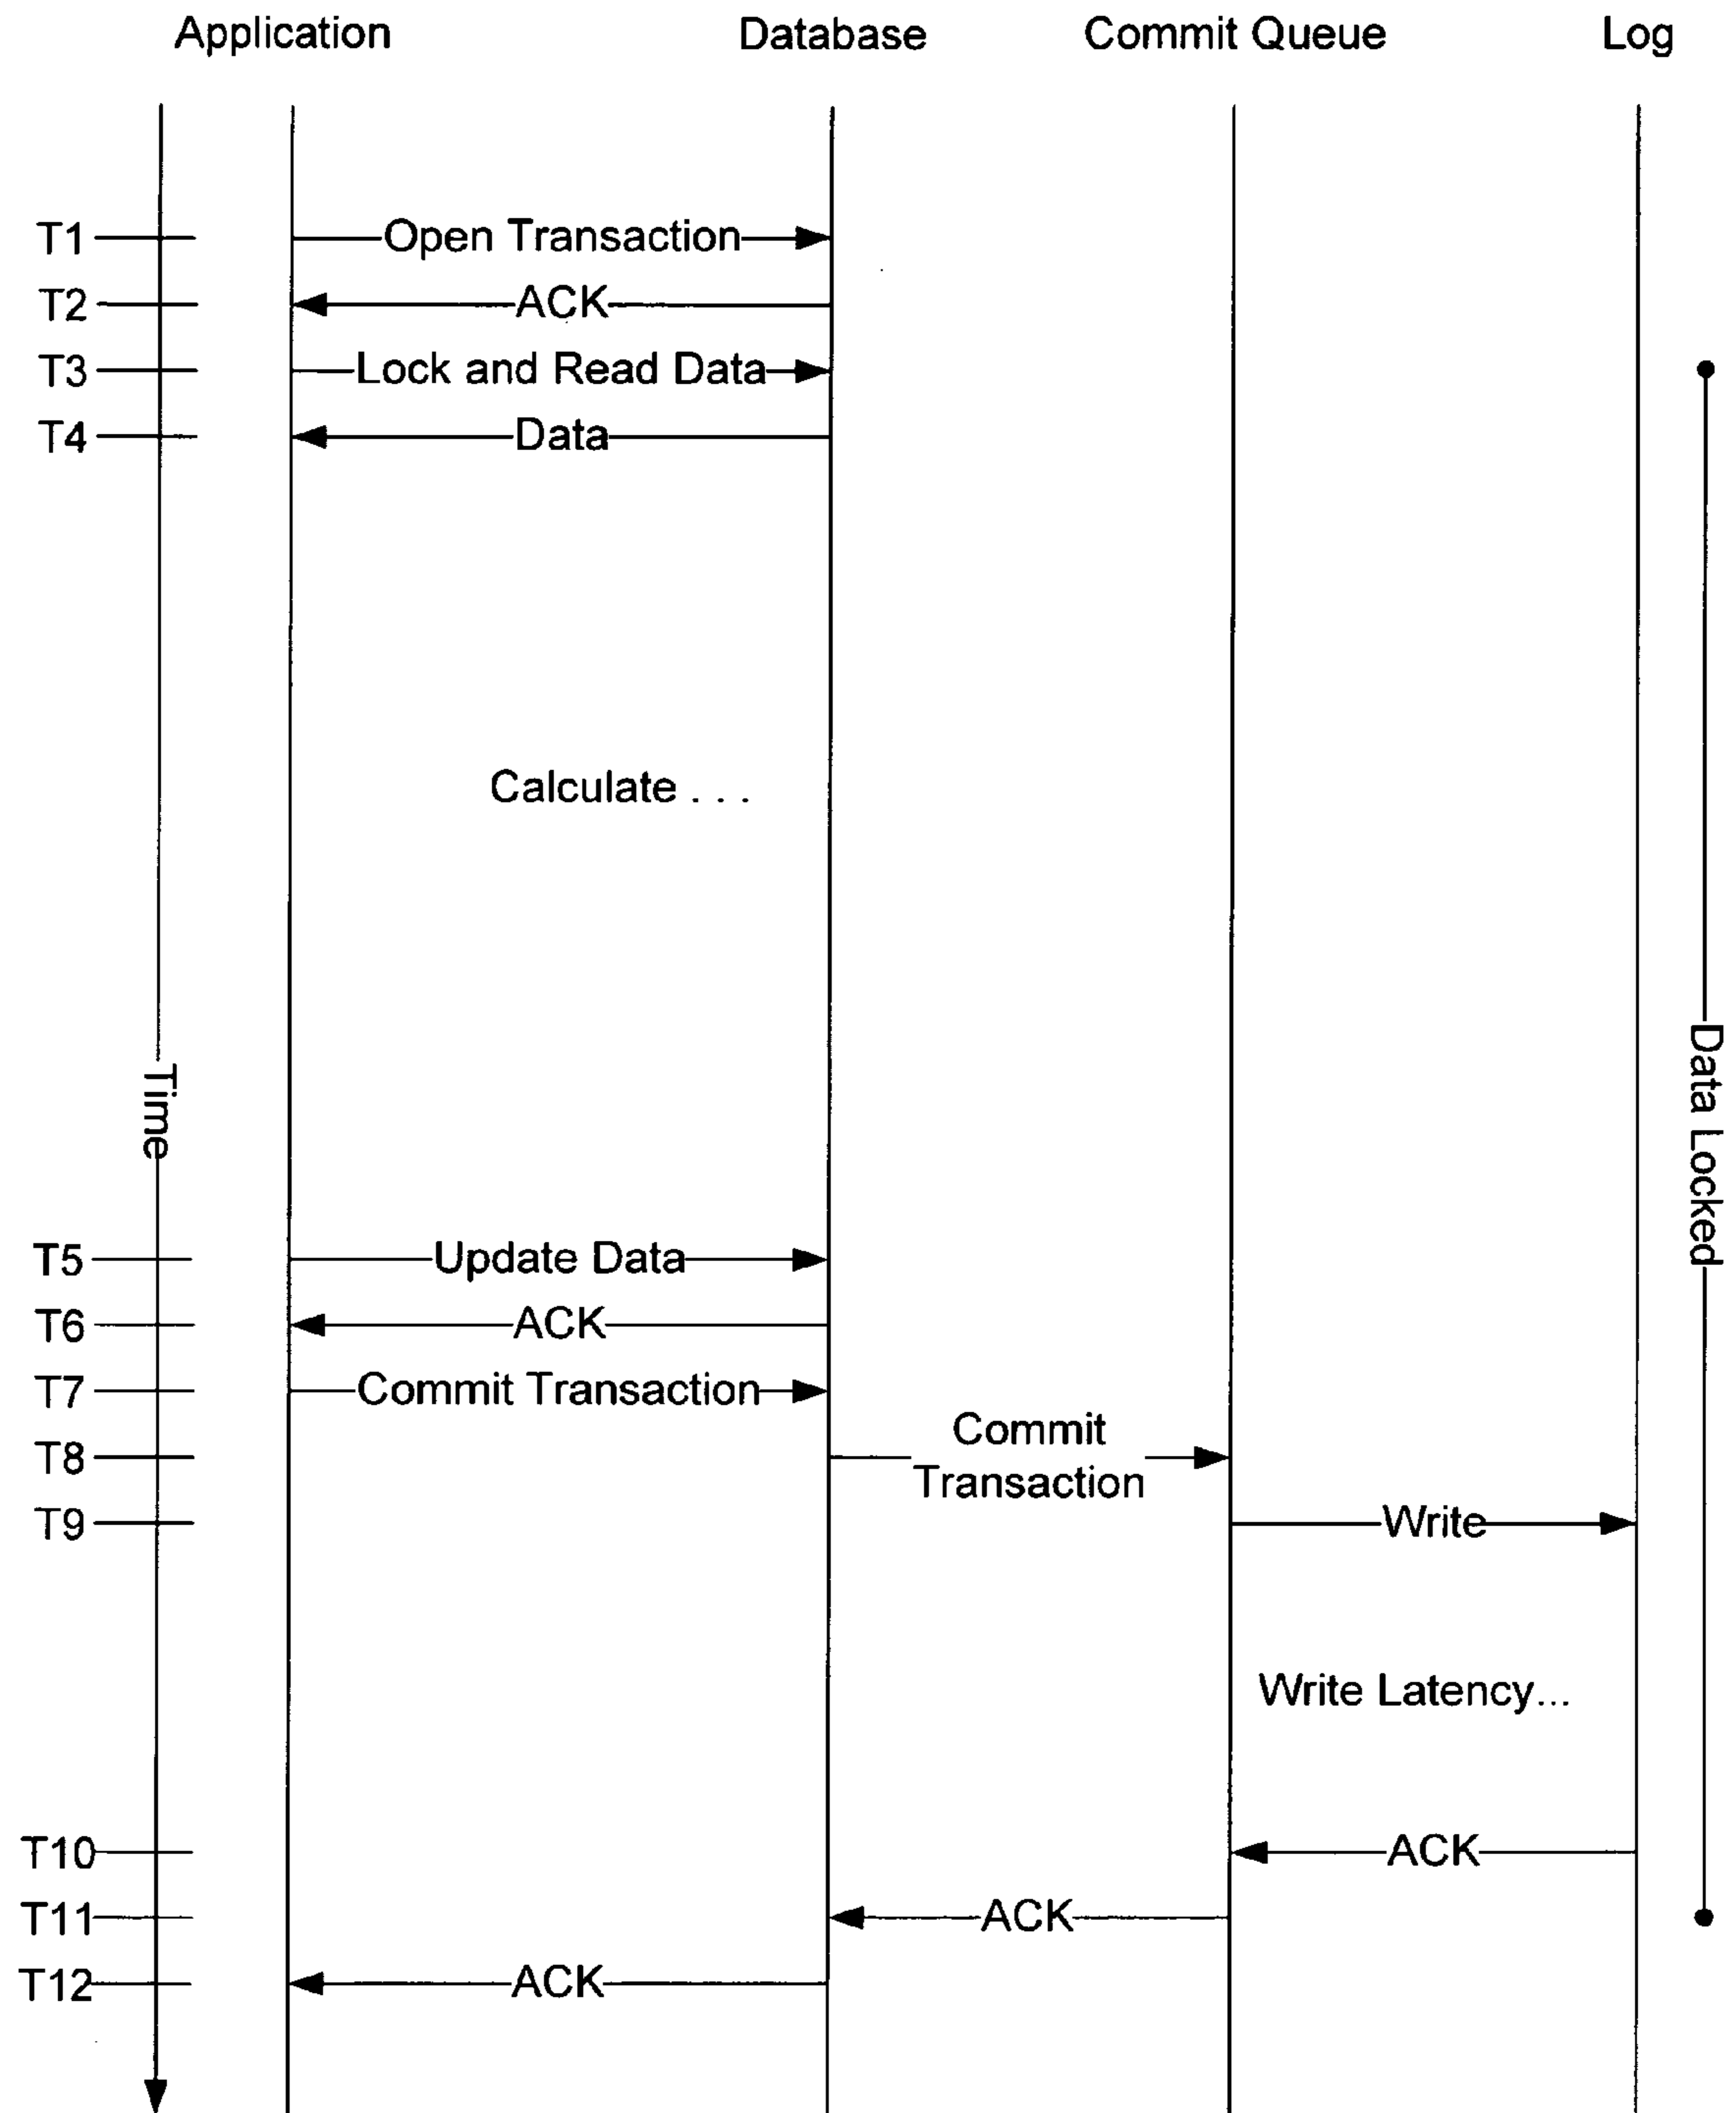 Application
Database
Commit Queue
Log
T1
Open Transaction
T2
ACK
T3
Lock and Read Data
T4
Data
Calculate . . .
Time
Data Locked
T5
Update Data
T6
ACK
T7
Commit Transaction
T8
Commit
Transaction
T9
Write
Write Latency...
T10
ACK
T11
ACK
T12
ACK